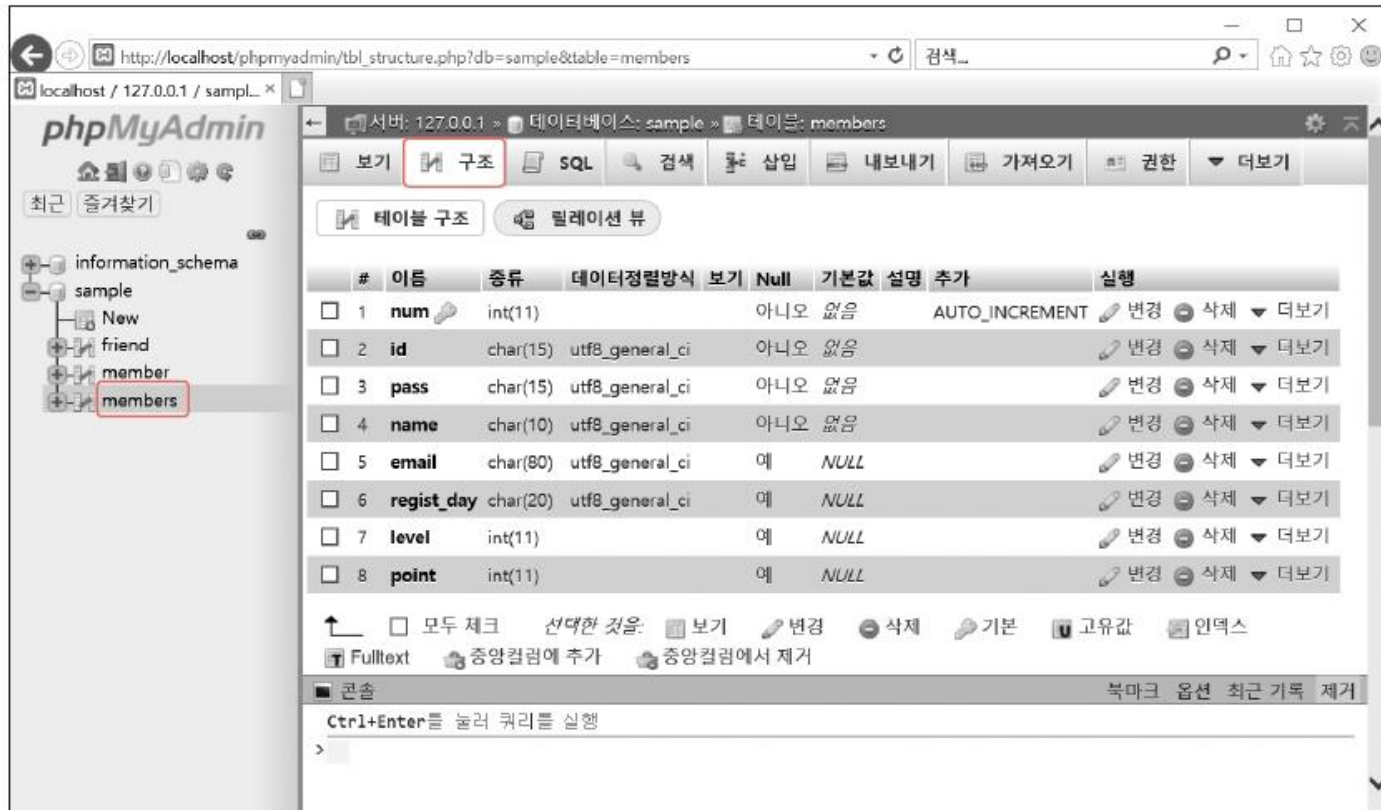 http://localhost/phpmyadmin/tbl_structure.php?db=sample&table=members 검색...
localhost / 127.0.0.1 / sampl...
phpMyAdmin
최근 즐겨찾기
information_schema
sample
New
friend
member
members
서버: 127.0.0.1 » 데이터베이스: sample » 테이블: members
보기 구조 SQL 검색 삽입 내보내기 가져오기 권한 더보기
테이블 구조 릴레이션 뷰
# 이름 종류 데이터정렬방식 보기 Null 기본값 설명 추가 실행
1 num int(11) 아니오 없음 AUTO_INCREMENT 변경 삭제 더보기
2 id char(15) utf8_general_ci 아니오 없음 변경 삭제 더보기
3 pass char(15) utf8_general_ci 아니오 없음 변경 삭제 더보기
4 name char(10) utf8_general_ci 아니오 없음 변경 삭제 더보기
5 email char(80) utf8_general_ci 예 NULL 변경 삭제 더보기
6 regist_day char(20) utf8_general_ci 예 NULL 변경 삭제 더보기
7 level int(11) 예 NULL 변경 삭제 더보기
8 point int(11) 예 NULL 변경 삭제 더보기
모두 체크 선택한 것을: 보기 변경 삭제 기본 고유값 인덱스
Fulltext 중앙컬럼에 추가 중앙컬럼에서 제거
콘솔 북마크 옵션 최근 기록 제거
Ctrl+Enter를 눌러 쿼리를 실행
>